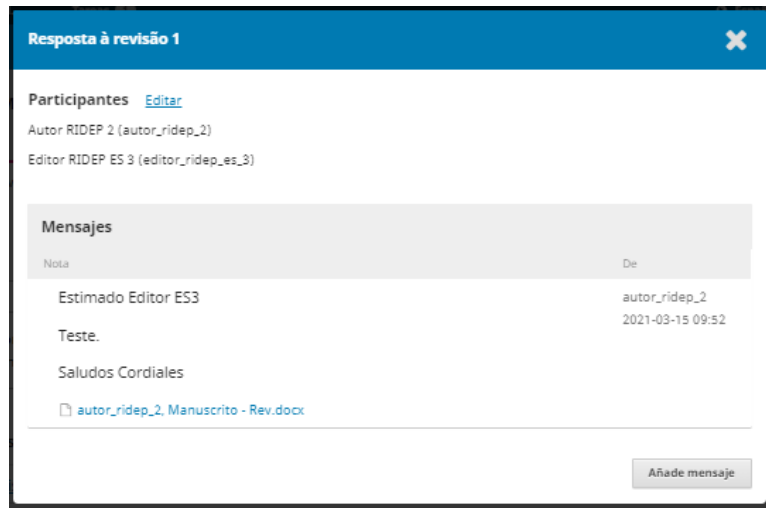 Resposta à revisão 1
Participantes Editar
Autor RIDEP 2 (autor_ridep_2)
Editor RIDEP ES 3 (editor_ridep_es_3)
Mensajes
Nota De
Estimado Editor ES3 autor_ridep_2
2021-03-15 09:52
Teste.
Saludos Cordiales
autor_ridep_2, Manuscrito - Rev.docx
Añade mensaje